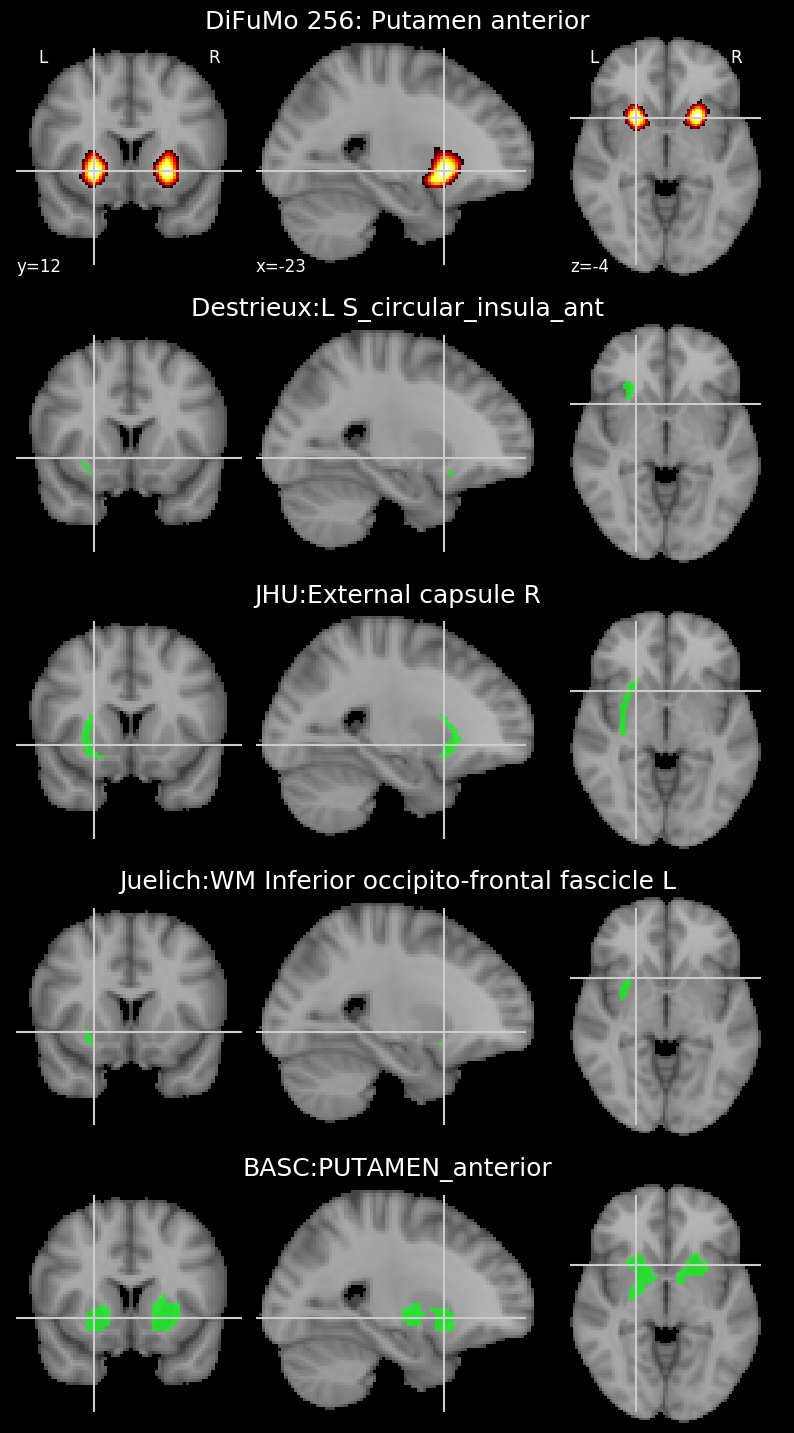 DiFuMo 256: Putamen anterior
L R L R
y=12 x=-23 z=-4
Destrieux:L S_circular_insula_ant
JHU:External capsule R
Juelich:WM Inferior occipito-frontal fascicle L
BASC:PUTAMEN_anterior